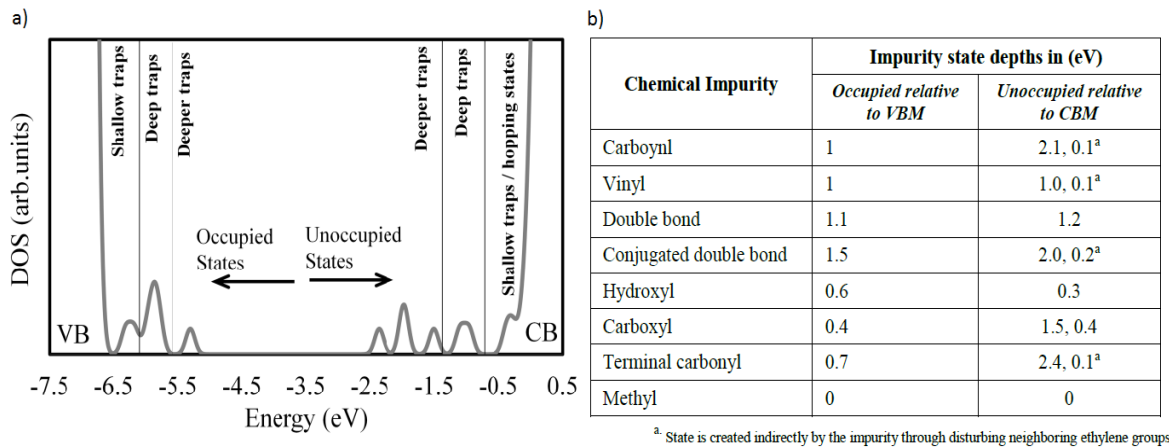 a)
Shallow traps
Deep traps
Deeper traps
Deeper traps
Deep traps
Shallow traps / hopping states
DOS (arb.units)
Occupied
States
Unoccupied
States
VB
CB
-7.5 -6.5 -5.5 -4.5 -3.5 -2.5 -1.5 -0.5 0.5
Energy (eV)
b)
Chemical Impurity
Impurity state depths in (eV)
Occupied relative
to VBM
Unoccupied relative
to CBM
Carboynl 1 2.1, 0.1ᵃ
Vinyl 1 1.0, 0.1ᵃ
Double bond 1.1 1.2
Conjugated double bond 1.5 2.0, 0.2ᵃ
Hydroxyl 0.6 0.3
Carboxyl 0.4 1.5, 0.4
Terminal carbonyl 0.7 2.4, 0.1ᵃ
Methyl 0 0
a. State is created indirectly by the impurity through disturbing neighboring ethylene groups